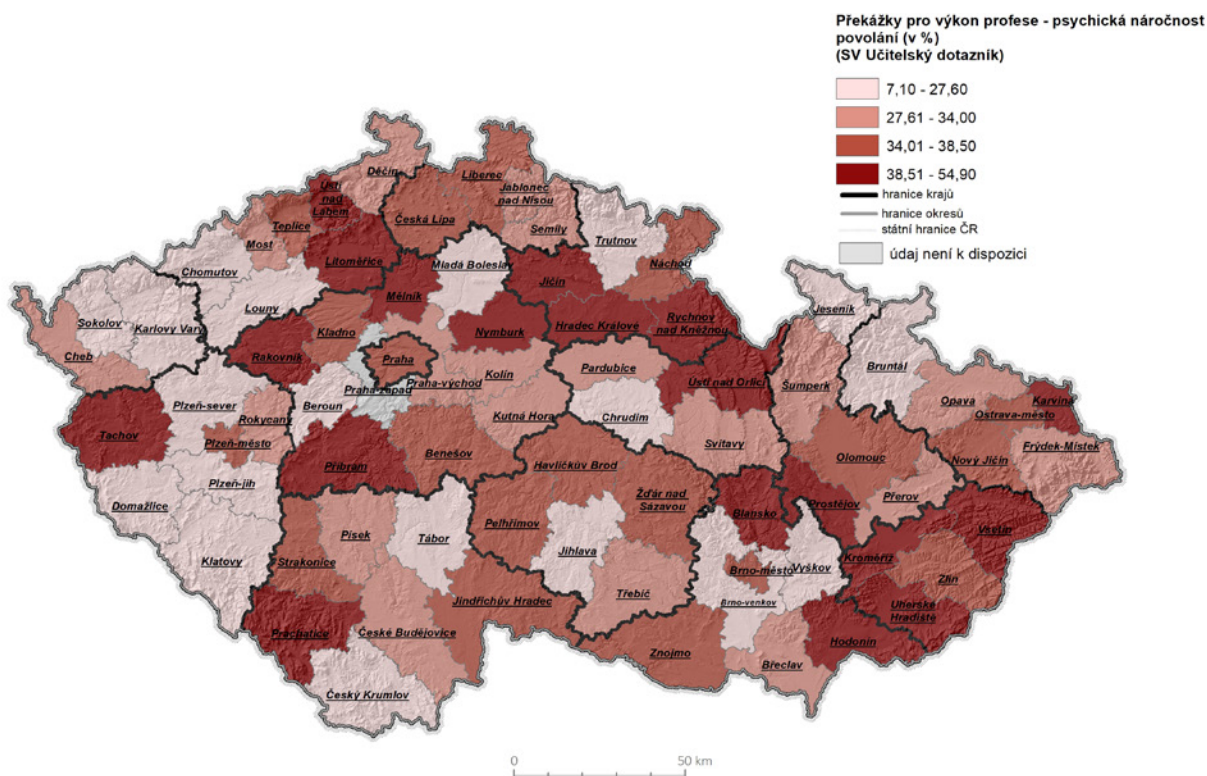 Překážky pro výkon profese - psychická náročnost
povolání (v %)
(SV Učitelský dotazník)
7,10 - 27,60
27,61 - 34,00
34,01 - 38,50
38,51 - 54,90
hranice krajů
hranice okresů
státní hranice ČR
údaj není k dispozici
Děčín
Liberec
Ústí
nad
Labem
Jablonec
nad Nisou
Česká Lípa
Teplice
Semily
Trutnov
Most
Litoměřice
Mladá Boleslav
Náchod
Chomutov
Jičín
Mělník
Jeseník
Louny
Sokolov
Karlovy Vary
Kladno
Nymburk
Hradec Králové
Rychnov
nad Kněžnou
Cheb
Rakovník
Praha
Bruntál
Pardubice
Kolín
Praha-východ
Praha-západ
Ústí nad Orlicí
Šumperk
Plzeň-sever
Beroun
Opava
Karviná
Kutná Hora
Chrudim
Ostrava-město
Rokycany
Tachov
Plzeň-město
Svitavy
Frýdek-Místek
Benešov
Olomouc
Nový Jičín
Příbram
Havlíčkův Brod
Plzeň-jih
Žďár nad
Sázavou
Přerov
Domažlice
Prostějov
Blansko
Pelhřimov
Písek
Tábor
Vsetín
Jihlava
Klatovy
Strakonice
Kroměříž
Brno-město
Vyškov
Zlín
Třebíč
Brno-venkov
Jindřichův Hradec
Uherské
Hradiště
Prachatice
České Budějovice
Hodonín
Znojmo
Břeclav
Český Krumlov
0 50 km